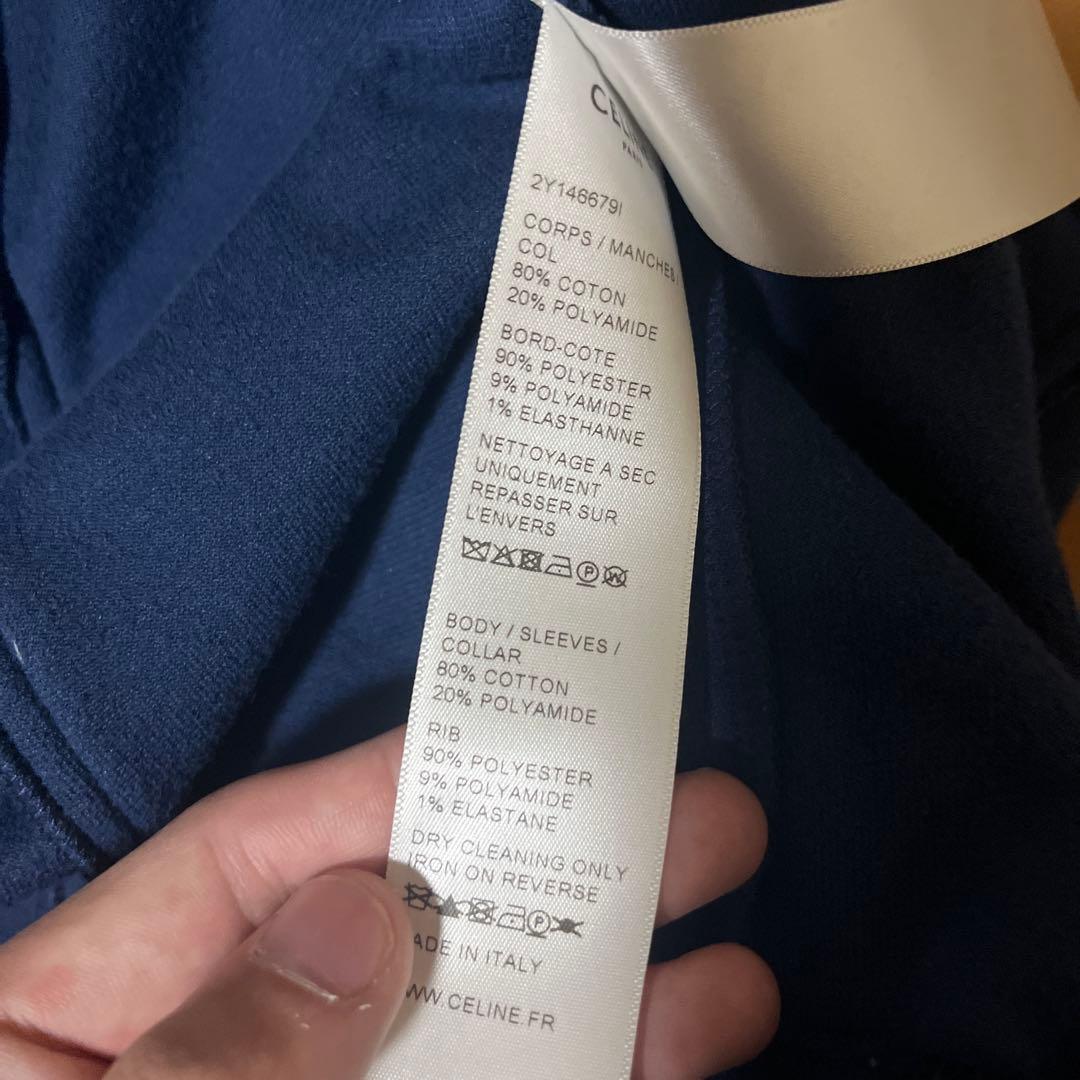 PARIS
2Y146679I
CORPS / MANCHES /
COL
80% COTON
20% POLYAMIDE
BORD-COTE
90% POLYESTER
9% POLYAMIDE
1% ELASTHANNE
NETTOYAGE A SEC
UNIQUEMENT
REPASSER SUR
L'ENVERS
P W
BODY / SLEEVES /
COLLAR
80% COTTON
20% POLYAMIDE
RIB
90% POLYESTER
9% POLYAMIDE
1% ELASTANE
DRY CLEANING ONLY
IRON ON REVERSE
P
ADE IN ITALY
WW.CELINE.FR